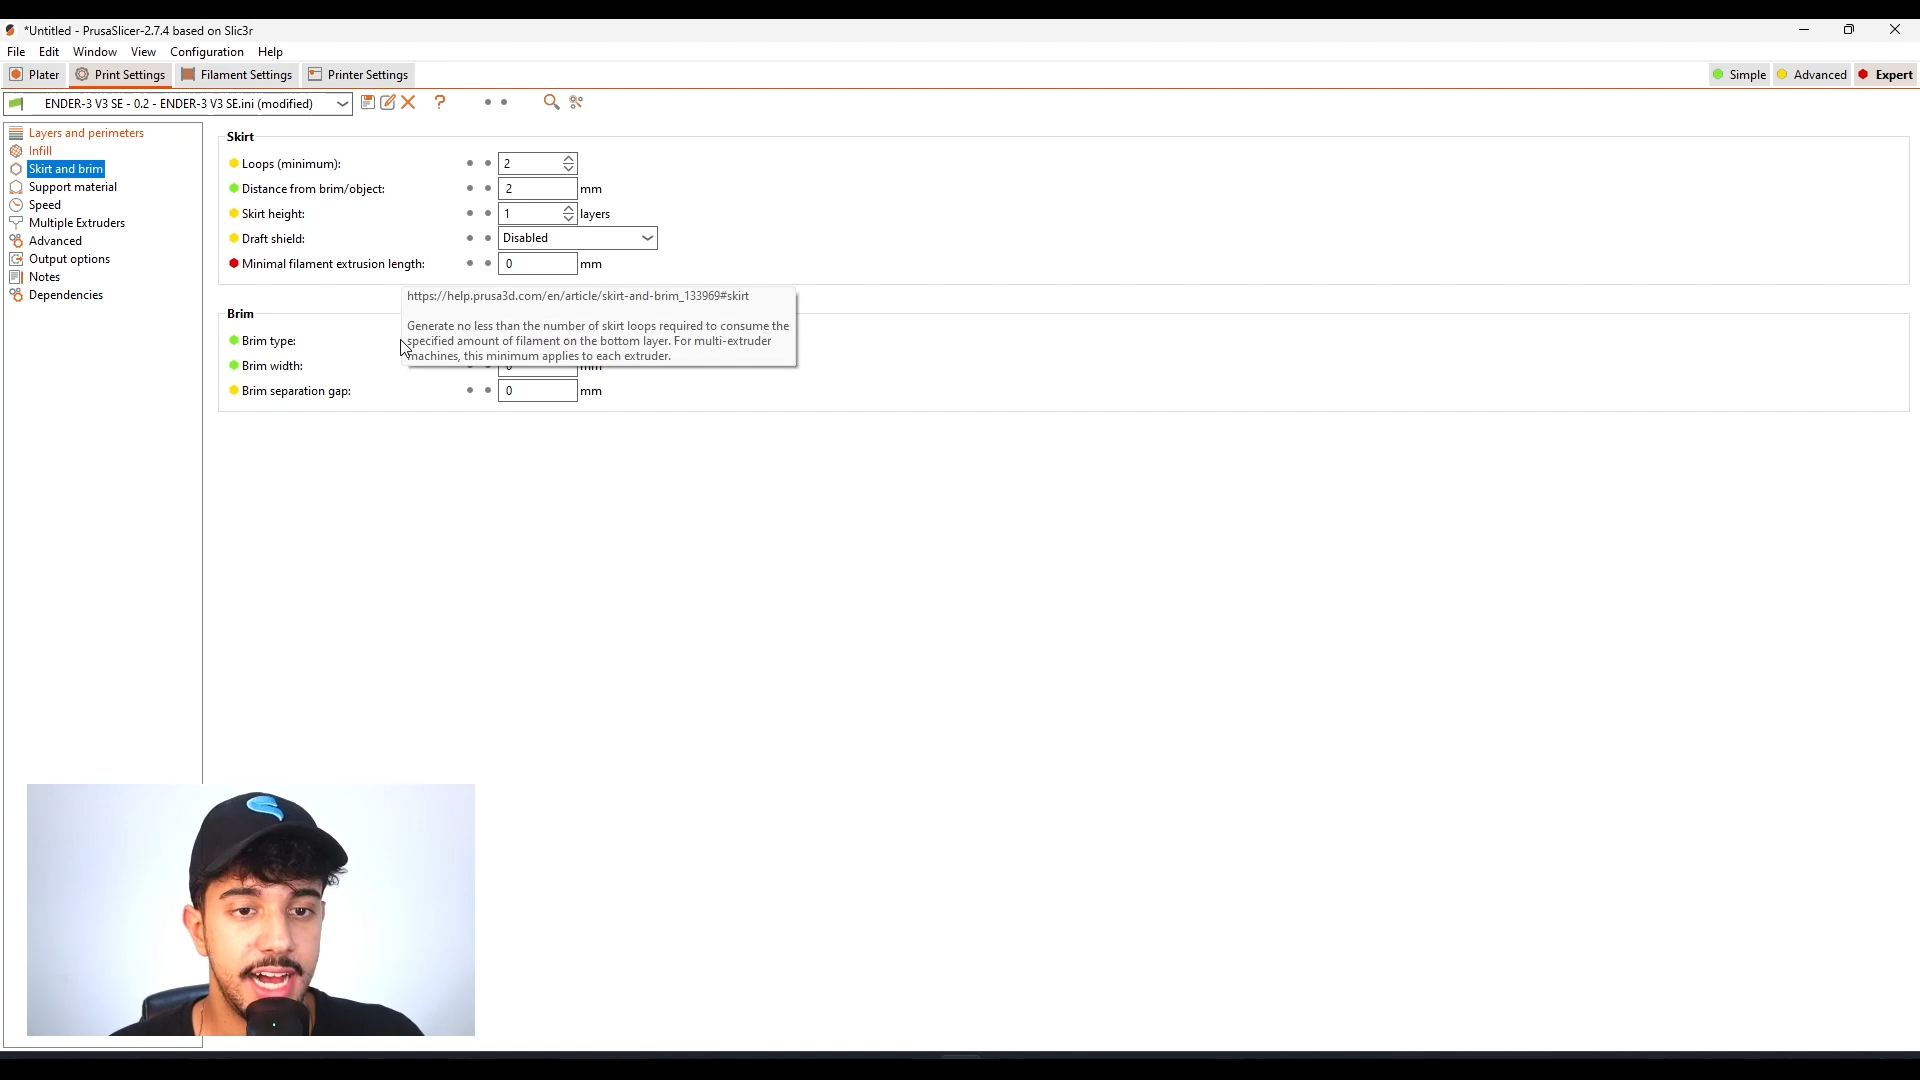 *Untitled - PrusaSlicer-2.7.4 based on Slic3r
File Edit Window View Configuration Help
Plater Print Settings Filament Settings Printer Settings Simple Advanced Expert
ENDER-3 V3 SE - 0.2 - ENDER-3 V3 SE.ini (modified) ?
Layers and perimeters
Infill
Skirt and brim
Support material
Speed
Multiple Extruders
Advanced
Output options
Notes
Dependencies
Skirt
Loops (minimum): 2
Distance from brim/object: 2 mm
Skirt height: 1 layers
Draft shield: Disabled
Minimal filament extrusion length: 0 mm
https://help.prusa3d.com/en/article/skirt-and-brim_133969#skirt
Generate no less than the number of skirt loops required to consume the
specified amount of filament on the bottom layer. For multi-extruder
machines, this minimum applies to each extruder.
Brim
Brim type:
Brim width: 0 mm
Brim separation gap: 0 mm